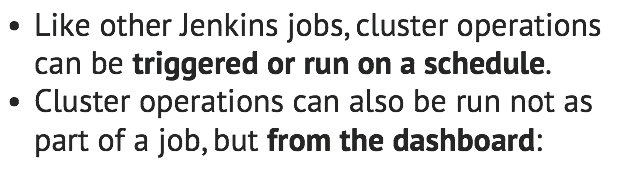 • Like other Jenkins jobs, cluster operations
can be triggered or run on a schedule.
• Cluster operations can also be run not as
part of a job, but from the dashboard: